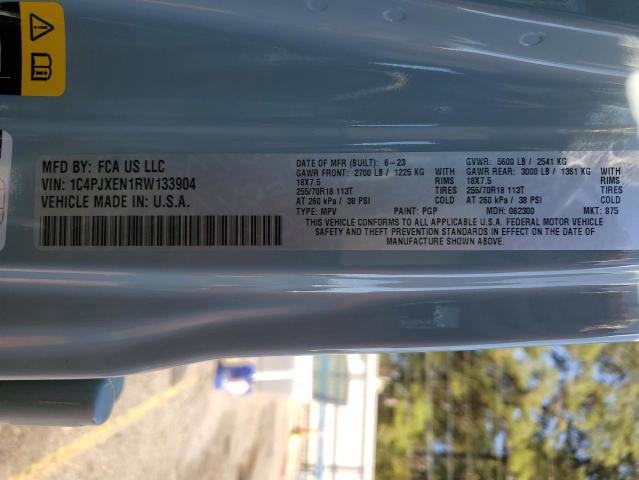 MFD BY: FCA US LLC
VIN: 1C4PJXEN1RW133904
VEHICLE MADE IN: U.S.A.
DATE OF MFR (BUILT): 6-23 GVWR: 5600 LB / 2541 KG
GAWR FRONT: 2700 LB / 1225 KG WITH GAWR REAR: 3000 LB / 1361 KG WITH
18X7.5 RIMS 18X7.5 RIMS
255/70R18 113T TIRES 255/70R18 113T TIRES
AT 260 kPa / 38 PSI COLD AT 260 kPa / 38 PSI COLD
TYPE: MPV PAINT: PGP MDH: 062300 MKT: 875
THIS VEHICLE CONFORMS TO ALL APPLICABLE U.S.A. FEDERAL MOTOR VEHICLE
SAFETY AND THEFT PREVENTION STANDARDS IN EFFECT ON THE DATE OF
MANUFACTURE SHOWN ABOVE.